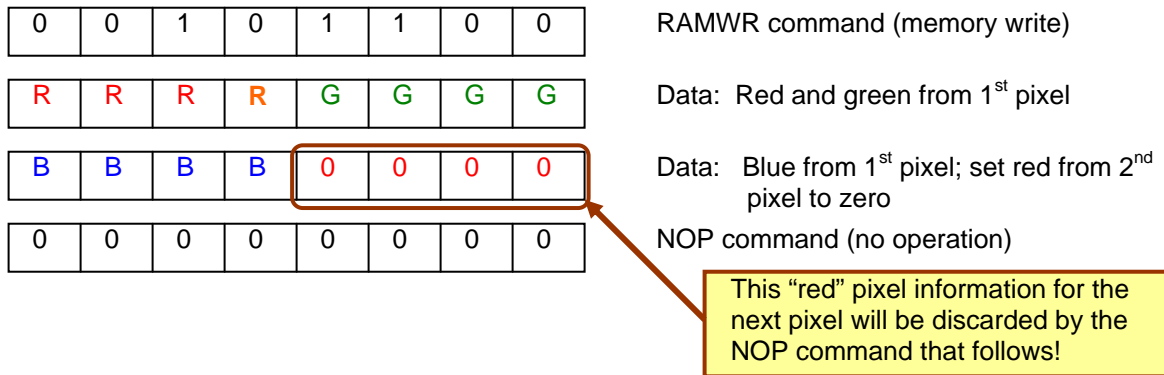 0 0 1 0 1 1 0 0 RAMWR command (memory write)
R R R R G G G G Data: Red and green from 1st pixel
B B B B 0 0 0 0 Data: Blue from 1st pixel; set red from 2nd
pixel to zero
0 0 0 0 0 0 0 0 NOP command (no operation)
This “red” pixel information for the
next pixel will be discarded by the
NOP command that follows!